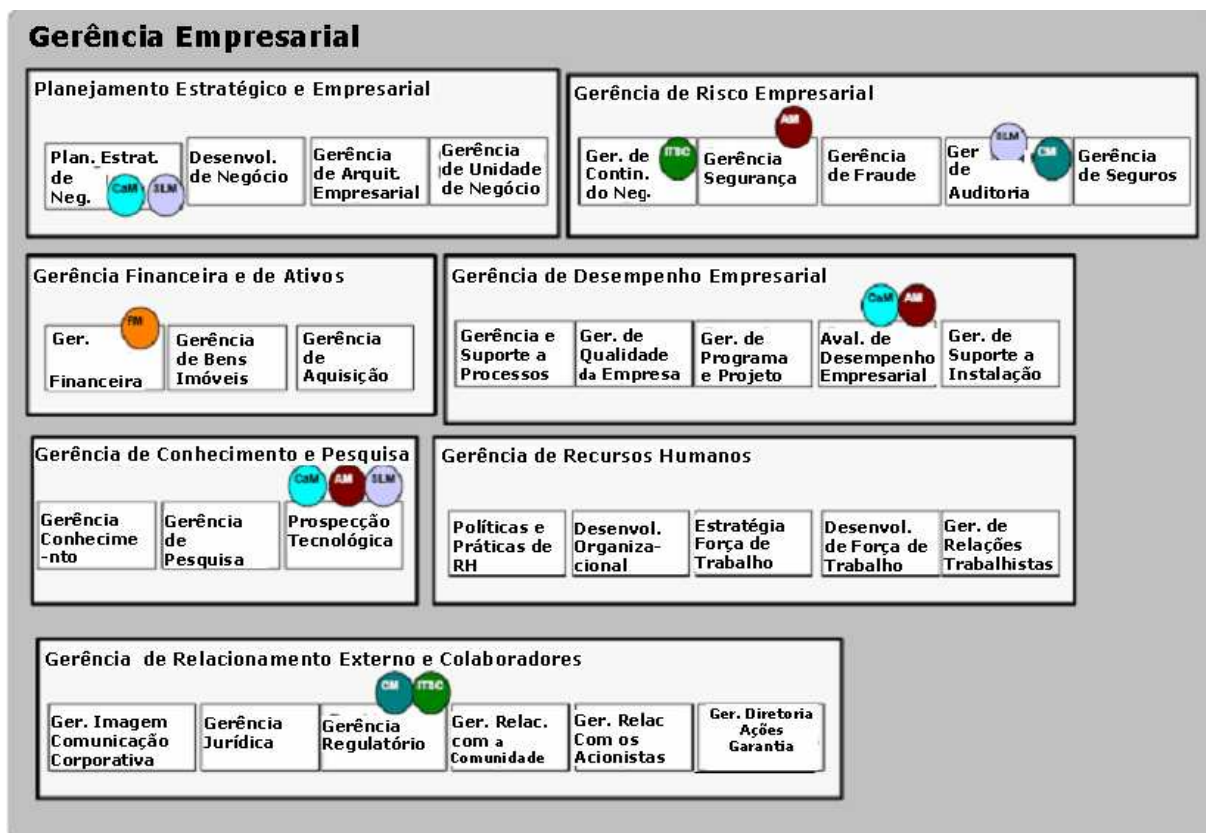 Gerência Empresarial
Planejamento Estratégico e Empresarial
Plan. Estrat.
de
Neg.
CaM
SLM
Desenvol.
de Negócio
Gerência
de Arquit.
Empresarial
Gerência
de Unidade
de Negócio
Gerência de Risco Empresarial
Ger. de
Contin.
do Neg.
ITSC
Gerência
Segurança
AM
Gerência
de Fraude
Ger
de
Auditoria
SLM
CM
Gerência
de Seguros
Gerência Financeira e de Ativos
Ger.
Financeira
FM
Gerência
de Bens
Imóveis
Gerência
de
Aquisição
Gerência de Desempenho Empresarial
Gerência e
Suporte a
Processos
Ger. de
Qualidade
da Empresa
Ger. de
Programa
e Projeto
CaM
AM
Aval. de
Desempenho
Empresarial
Ger. de
Suporte a
Instalação
Gerência de Conhecimento e Pesquisa
Gerência
Conhecime
-nto
Gerência
de
Pesquisa
CaM
AM
SLM
Prospecção
Tecnológica
Gerência de Recursos Humanos
Políticas e
Práticas de
RH
Desenvol.
Organiza-
cional
Estratégia
Força de
Trabalho
Desenvol.
de Força de
Trabalho
Ger. de
Relações
Trabalhistas
Gerência de Relacionamento Externo e Colaboradores
Ger. Imagem
Comunicação
Corporativa
Gerência
Jurídica
CM
ITSC
Gerência
Regulatório
Ger. Relac.
com a
Comunidade
Ger. Relac
Com os
Acionistas
Ger. Diretoria
Ações
Garantia